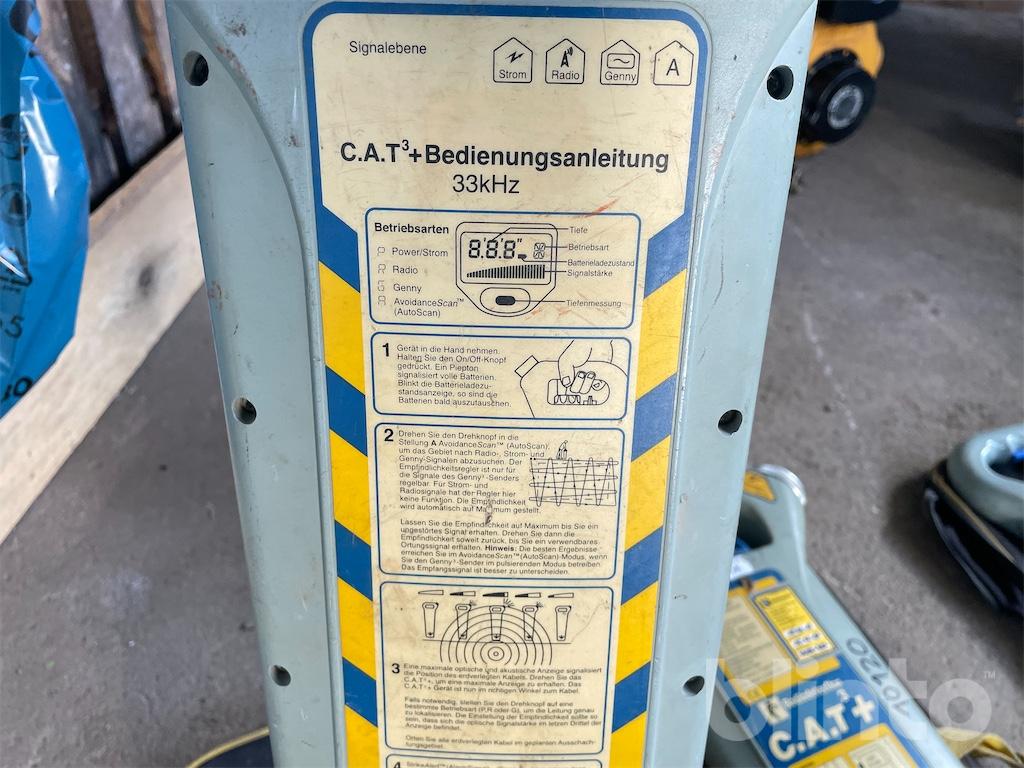 Signalebene
Strom
Radio
Genny
A
C.A.T³+Bedienungsanleitung
33kHz
Betriebsarten
P Power/Strom
R Radio
G Genny
A AvoidanceScan™
(AutoScan)
8.8.8"
Tiefe
Betriebsart
Batterieladezustand
Signalstärke
Tiefenmessung
1 Gerät in die Hand nehmen.
Halten Sie den On/Off-Knopf
gedrückt. Ein Piepton
signalisiert volle Batterien.
Blinkt die Batterieladezu-
standsanzeige, so sind die
Batterien bald auszutauschen.
2 Drehen Sie den Drehknopf in die
Stellung A AvoidanceScan™ (AutoScan),
um das Gebiet nach Radio-, Strom- und
Genny-Signalen abzusuchen. Der
Empfindlichkeitsregler ist nur für
die Signale des Genny³-Senders
regelbar. Für Strom- und
Radiosignale hat der Regler hier
keine Funktion. Die Empfindlichkeit
wird automatisch auf Maximum gestellt.
Lassen Sie die Empfindlichkeit auf Maximum bis Sie ein
ungestörtes Signal erhalten. Drehen Sie dann die
Empfindlichkeit soweit zurück, bis Sie ein verwendbares
Ortungssignal erhalten. Hinweis: Die besten Ergebnisse
erreichen Sie im AvoidanceScan™(AutoScan)-Modus, wenn
Sie den Genny³-Sender im pulsierenden Modus betreiben.
Das Empfangssignal ist besser zu unterscheiden.
3 Eine maximale optische und akustische Anzeige signalisiert
die Position des erdverlegten Kabels. Drehen Sie das
C.A.T³+, um eine maximale Anzeige zu erhalten. Das
C.A.T³+ Gerät ist nun im richtigen Winkel zum Kabel.
Falls notwendig, stellen Sie den Drehknopf auf eine
bestimmte Betriebsart (P,R oder G), um die Leitung genau
zu lokalisieren. Die Einstellung der Empfindlichkeit sollte so
sein, dass sich die optische Signalstärke im letzten Drittel der
Anzeige befindet.
Orten Sie alle erdverlegten Kabel im geplanten Ausschach-
tungsgebiet.
4
C.A.T³+
40120
blinto™